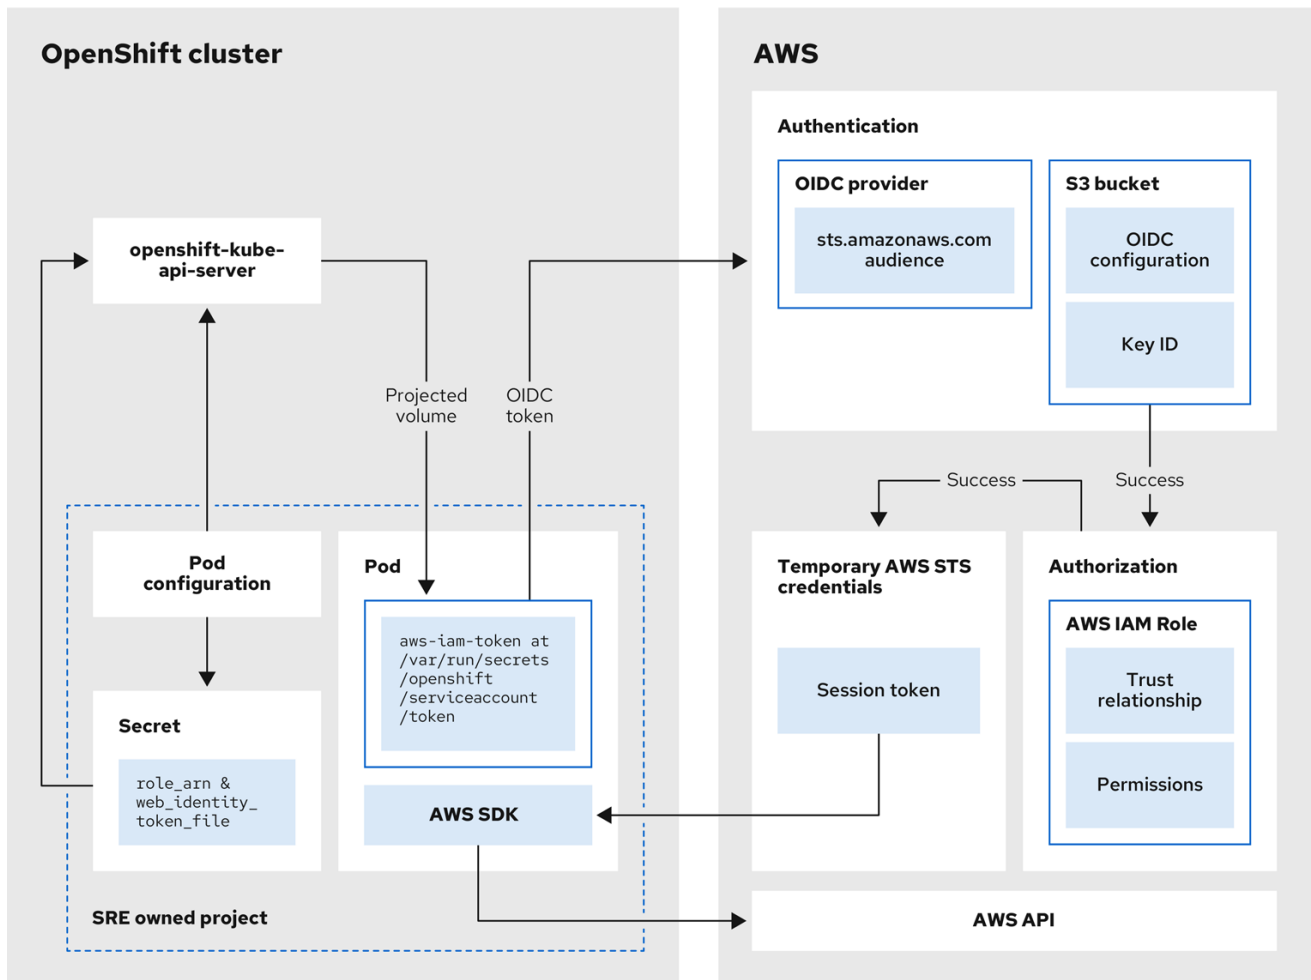 OpenShift cluster
openshift-kube-
api-server
Projected
volume
OIDC
token
Pod
configuration
Secret
role_arn &
web_identity_
token_file
Pod
aws-iam-token at
/var/run/secrets
/openshift
/serviceaccount
/token
AWS SDK
SRE owned project
AWS
Authentication
OIDC provider
sts.amazonaws.com
audience
S3 bucket
OIDC
configuration
Key ID
Success
Success
Temporary AWS STS
credentials
Session token
Authorization
AWS IAM Role
Trust
relationship
Permissions
AWS API